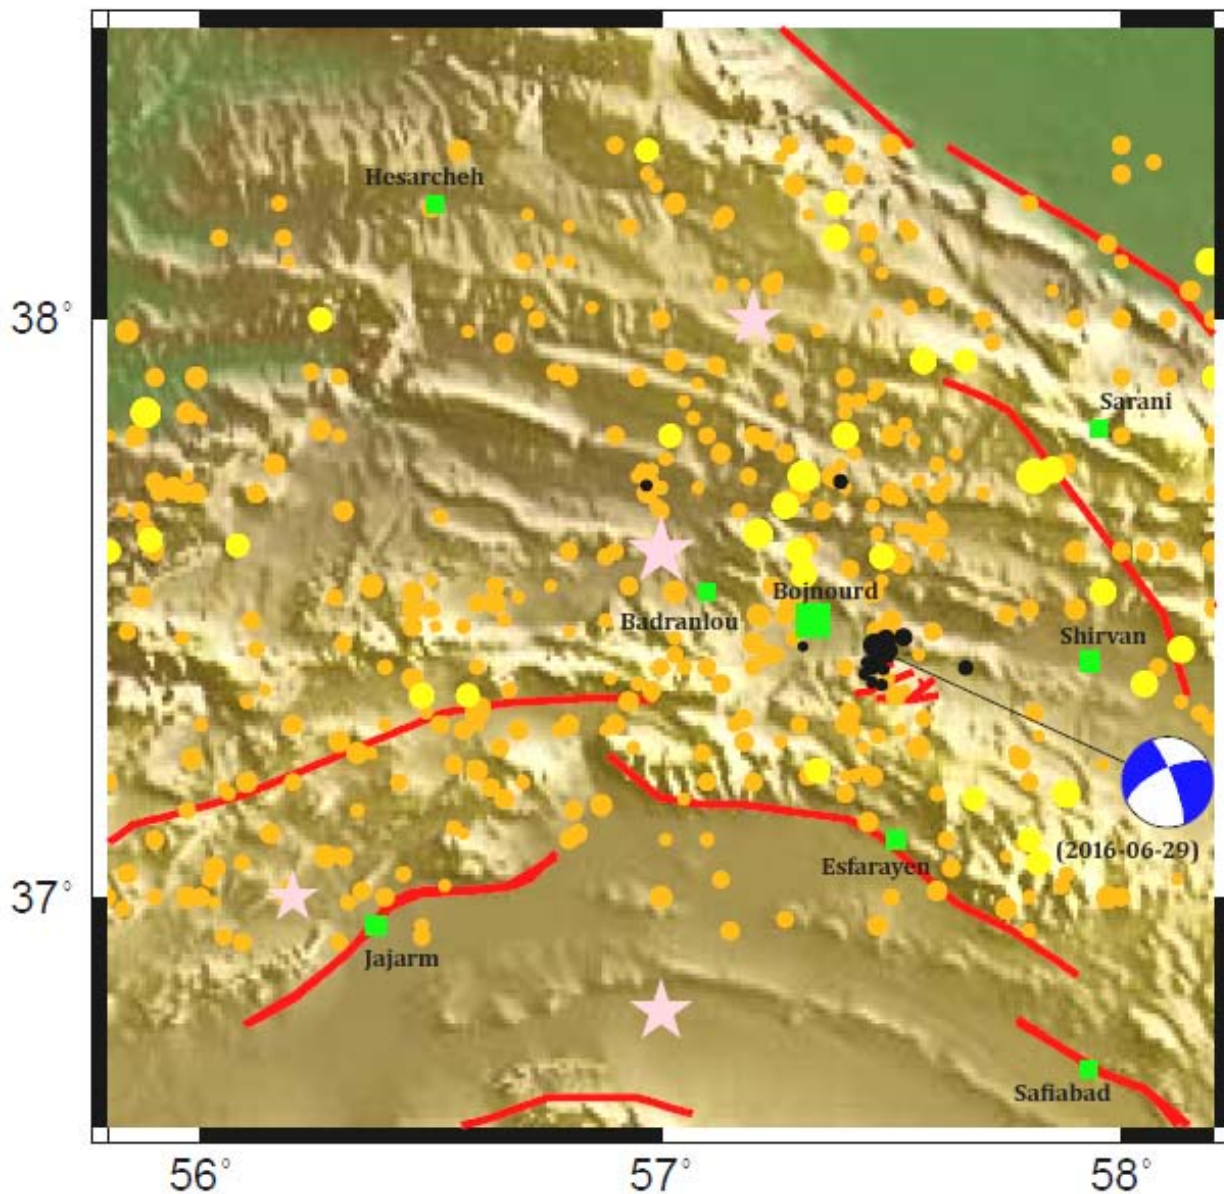 Hesarcheh
38°
Sarani
Bojnourd
Badranlou
Shirvan
(2016-06-29)
Esfarayen
37°
Jajarm
Safiabad
56°
57°
58°